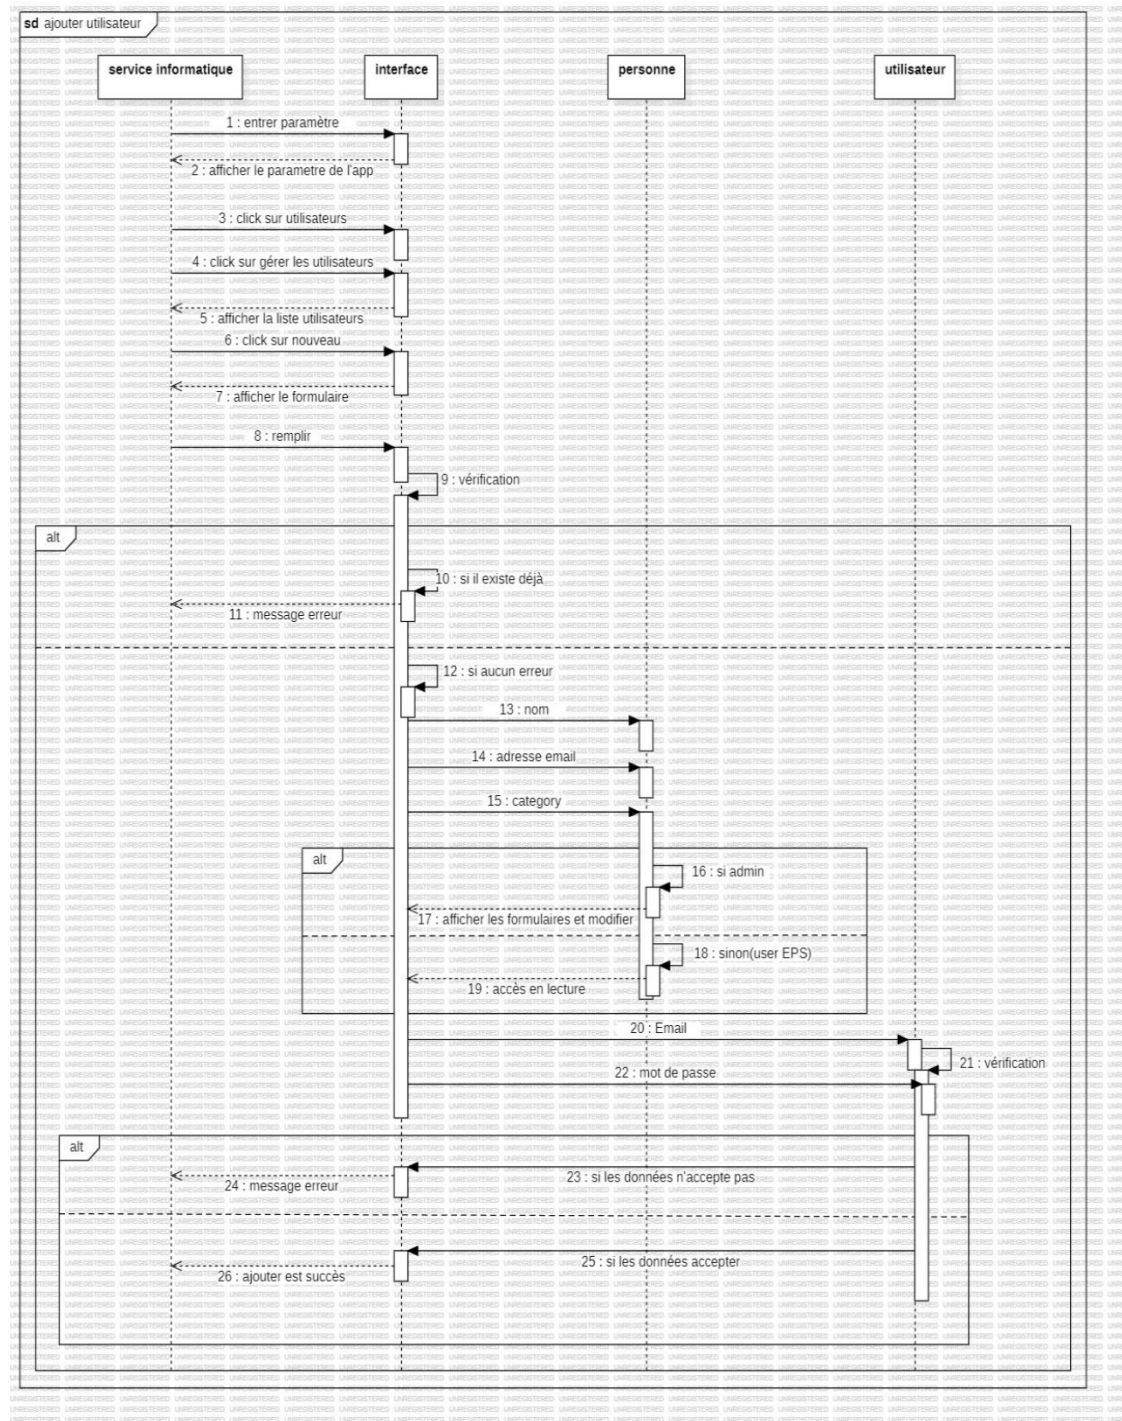 sd ajouter utilisateur
service informatique
interface
personne
utilisateur
1 : entrer paramètre
2 : afficher le parametre de l'app
3 : click sur utilisateurs
4 : click sur gérer les utilisateurs
5 : afficher la liste utilisateurs
6 : click sur nouveau
7 : afficher le formulaire
8 : remplir
9 : vérification
alt
10 : si il existe déjà
11 : message erreur
12 : si aucun erreur
13 : nom
14 : adresse email
15 : category
alt
16 : si admin
17 : afficher les formulaires et modifier
18 : sinon(user EPS)
19 : accès en lecture
20 : Email
21 : vérification
22 : mot de passe
alt
23 : si les données n'accepte pas
24 : message erreur
25 : si les données accepter
26 : ajouter est succès
UNREGISTERED